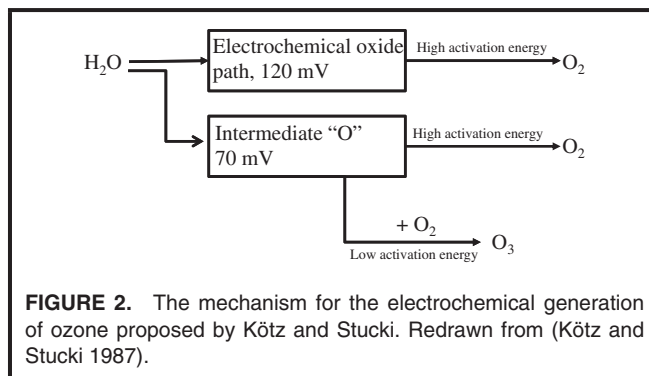 Electrochemical oxide
path, 120 mV
High activation energy
O₂
H₂O
Intermediate “O”
70 mV
High activation energy
O₂
+ O₂
Low activation energy
O₃
FIGURE 2. The mechanism for the electrochemical generation
of ozone proposed by Kötz and Stucki. Redrawn from (Kötz and
Stucki 1987).